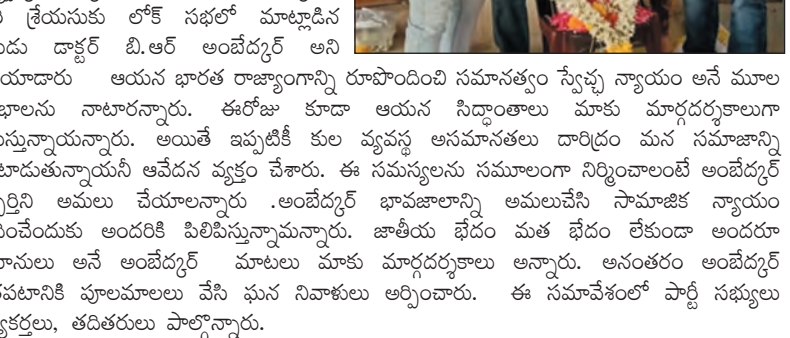 శ్రేయసుకు లోక్ సభలో మాట్లాడిన
డాక్టర్ బి.ఆర్ అంబేద్కర్ అని
యాడారు ఆయన భారత రాజ్యాంగాన్ని రూపొందించి సమానత్వం స్వేచ్ఛ న్యాయం అనే మూల
భాలను నాటారన్నారు. ఈరోజు కూడా ఆయన సిద్ధాంతాలు మాకు మార్గదర్శకాలుగా
స్తున్నాయన్నారు. అయితే ఇప్పటికీ కుల వ్యవస్థ అసమానతలు దారిద్రం మన సమాజాన్ని
టాడుతున్నాయనీ ఆవేదన వ్యక్తం చేశారు. ఈ సమస్యలను సమూలంగా నిర్మించాలంటే అంబేద్కర్
ర్తిని అమలు చేయాలన్నారు .అంబేద్కర్ భావజాలాన్ని అమలుచేసి సామాజిక న్యాయం
ంచేందుకు అందరికి పిలిపిస్తున్నామన్నారు. జాతీయ భేదం మత భేదం లేకుండా అందరూ
ానులు అనే అంబేద్కర్ మాటలు మాకు మార్గదర్శకాలు అన్నారు. అనంతరం అంబేద్కర్
పటానికి పూలమాలలు వేసి ఘన నివాళులు అర్పించారు. ఈ సమావేశంలో పార్టీ సభ్యులు
కర్తలు, తదితరులు పాల్గొన్నారు.